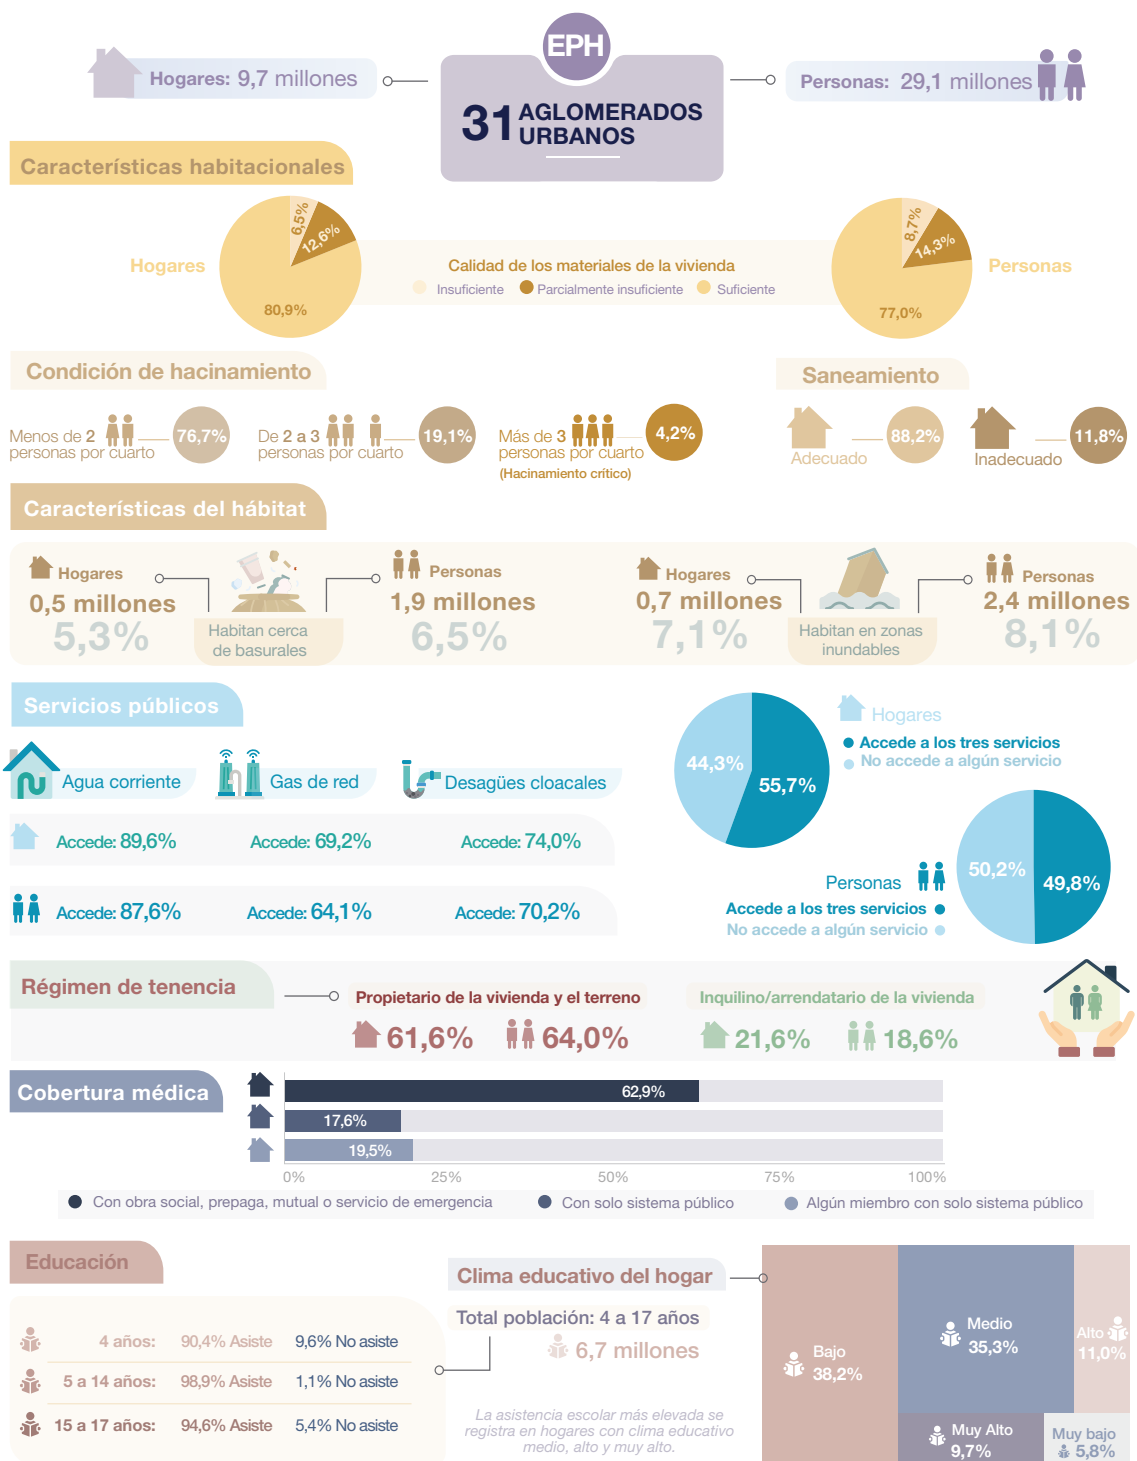 EPH
Hogares: 9,7 millones
31 AGLOMERADOS
URBANOS
Personas: 29,1 millones
Características habitacionales
Hogares
6,5%
12,6%
80,9%
Calidad de los materiales de la vivienda
Insuficiente
Parcialmente insuficiente
Suficiente
8,7%
14,3%
77,0%
Personas
Condición de hacinamiento
Menos de 2
personas por cuarto
76,7%
De 2 a 3
personas por cuarto
19,1%
Más de 3
personas por cuarto
(Hacinamiento crítico)
4,2%
Saneamiento
Adecuado
88,2%
Inadecuado
11,8%
Características del hábitat
Hogares
0,5 millones
5,3%
Habitan cerca
de basurales
Personas
1,9 millones
6,5%
Hogares
0,7 millones
7,1%
Habitan en zonas
inundables
Personas
2,4 millones
8,1%
Servicios públicos
Agua corriente
Gas de red
Desagües cloacales
Accede: 89,6%
Accede: 69,2%
Accede: 74,0%
Accede: 87,6%
Accede: 64,1%
Accede: 70,2%
44,3%
55,7%
Hogares
Accede a los tres servicios
No accede a algún servicio
Personas
Accede a los tres servicios
No accede a algún servicio
50,2%
49,8%
Régimen de tenencia
Propietario de la vivienda y el terreno
61,6%
64,0%
Inquilino/arrendatario de la vivienda
21,6%
18,6%
Cobertura médica
62,9%
17,6%
19,5%
0%
25%
50%
75%
100%
Con obra social, prepaga, mutual o servicio de emergencia
Con solo sistema público
Algún miembro con solo sistema público
Educación
4 años: 90,4% Asiste 9,6% No asiste
5 a 14 años: 98,9% Asiste 1,1% No asiste
15 a 17 años: 94,6% Asiste 5,4% No asiste
Clima educativo del hogar
Total población: 4 a 17 años
6,7 millones
La asistencia escolar más elevada se
registra en hogares con clima educativo
medio, alto y muy alto.
Bajo
38,2%
Medio
35,3%
Alto
11,0%
Muy Alto
9,7%
Muy bajo
5,8%